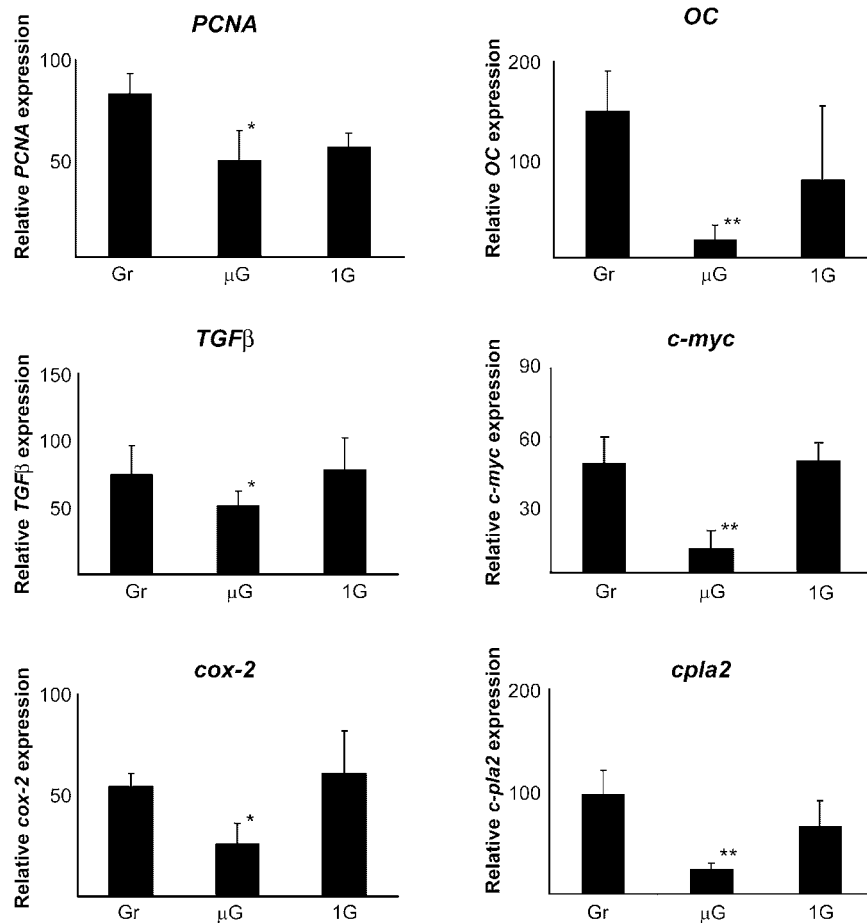 PCNA
Relative PCNA expression
100
50
*
Gr
μG
1G
OC
Relative OC expression
200
100
**
Gr
μG
1G
TGFβ
Relative TGFβ expression
150
100
50
*
Gr
μG
1G
c-myc
Relative c-myc expression
90
60
30
**
Gr
μG
1G
cox-2
Relative cox-2 expression
100
50
*
Gr
μG
1G
cpla2
Relative c-pla2 expression
200
100
**
Gr
μG
1G